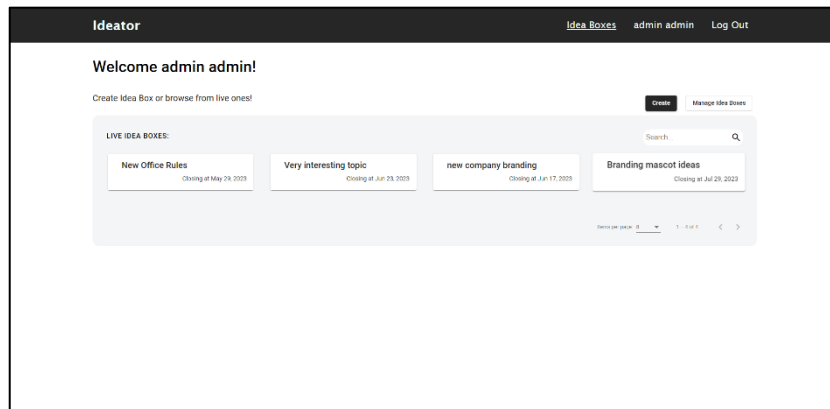 Ideator
Idea Boxes admin admin Log Out
Welcome admin admin!
Create Idea Box or browse from live ones!
Create Manage Idea Boxes
LIVE IDEA BOXES:
Search...
New Office Rules
Closing at May 29, 2023
Very interesting topic
Closing at Jun 23, 2023
new company branding
Closing at Jun 17, 2023
Branding mascot ideas
Closing at Jul 29, 2023
Items per page